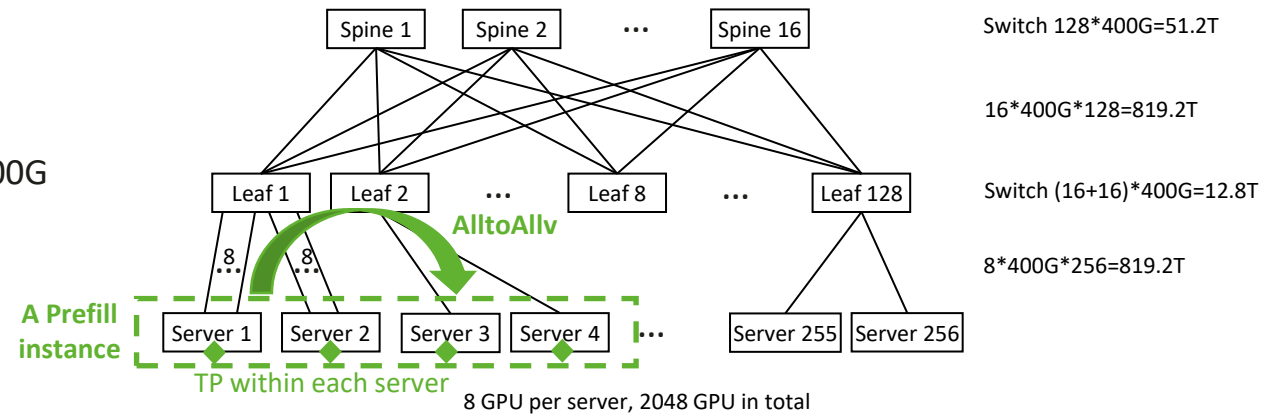 Spine 1
Spine 2
...
Spine 16
Switch 128*400G=51.2T
16*400G*128=819.2T
00G
Leaf 1
Leaf 2
...
Leaf 8
...
Leaf 128
Switch (16+16)*400G=12.8T
AlltoAllv
8
...
8
...
8*400G*256=819.2T
A Prefill
instance
Server 1
Server 2
Server 3
Server 4
...
Server 255
Server 256
TP within each server
8 GPU per server, 2048 GPU in total